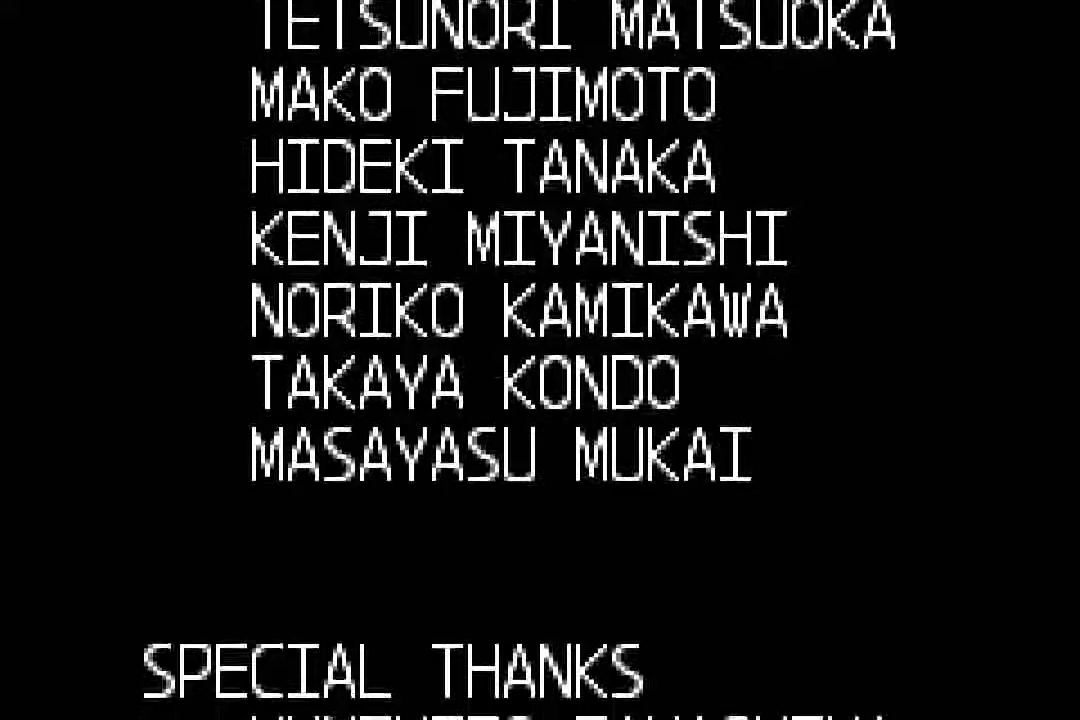 TETSUNORI MATSUOKA
MAKO FUJIMOTO
HIDEKI TANAKA
KENJI MIYANISHI
NORIKO KAMIKAWA
TAKAYA KONDO
MASAYASU MUKAI
SPECIAL THANKS